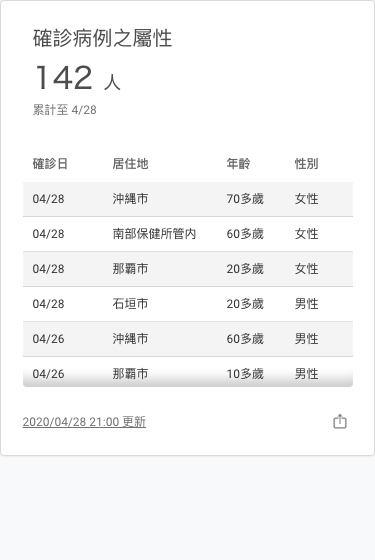 確診病例之屬性
142 人
累計至 4/28
確診日 居住地 年齡 性別
04/28 沖縄市 70多歲 女性
04/28 南部保健所管内 60多歲 女性
04/28 那覇市 20多歲 女性
04/28 石垣市 20多歲 男性
04/26 沖縄市 60多歲 男性
04/26 那覇市 10多歲 男性
2020/04/28 21:00 更新